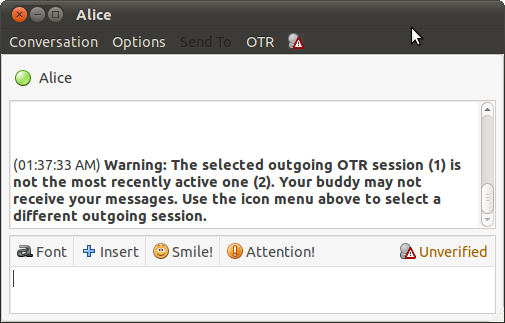 Alice
Conversation Options Send To OTR
Alice
(01:37:33 AM) Warning: The selected outgoing OTR session (1) is
not the most recently active one (2). Your buddy may not
receive your messages. Use the icon menu above to select a
different outgoing session.
Font Insert Smile! Attention! Unverified